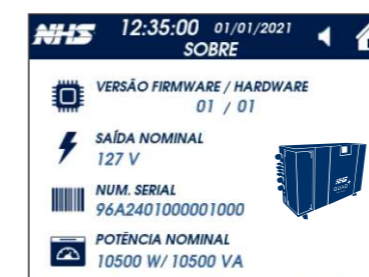 NHS 12:35:00 01/01/2021
SOBRE
VERSÃO FIRMWARE / HARDWARE
01 / 01
SAÍDA NOMINAL
127 V
NUM. SERIAL
96A2401000001000
POTÊNCIA NOMINAL
10500 W/ 10500 VA